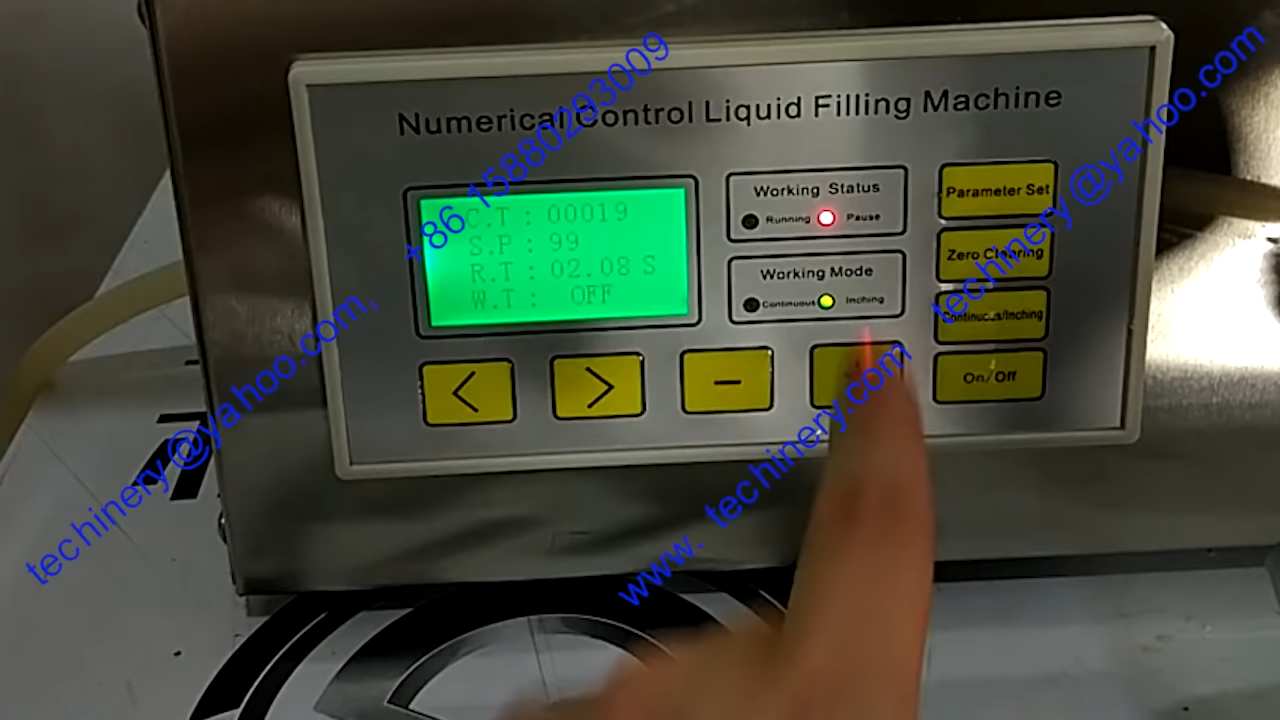 Numerical Control Liquid Filling Machine
C.T : 00019
S.P : 99
R.T : 02.08 S
W.T : OFF
Working Status
Running Pause
Working Mode
Continuous Inching
Parameter Set
Zero Clearing
Continuous/Inching
On/Off
< > −
techinery@yahoo.com, +86 15880293009
www. techinery.com techinery@yahoo.com